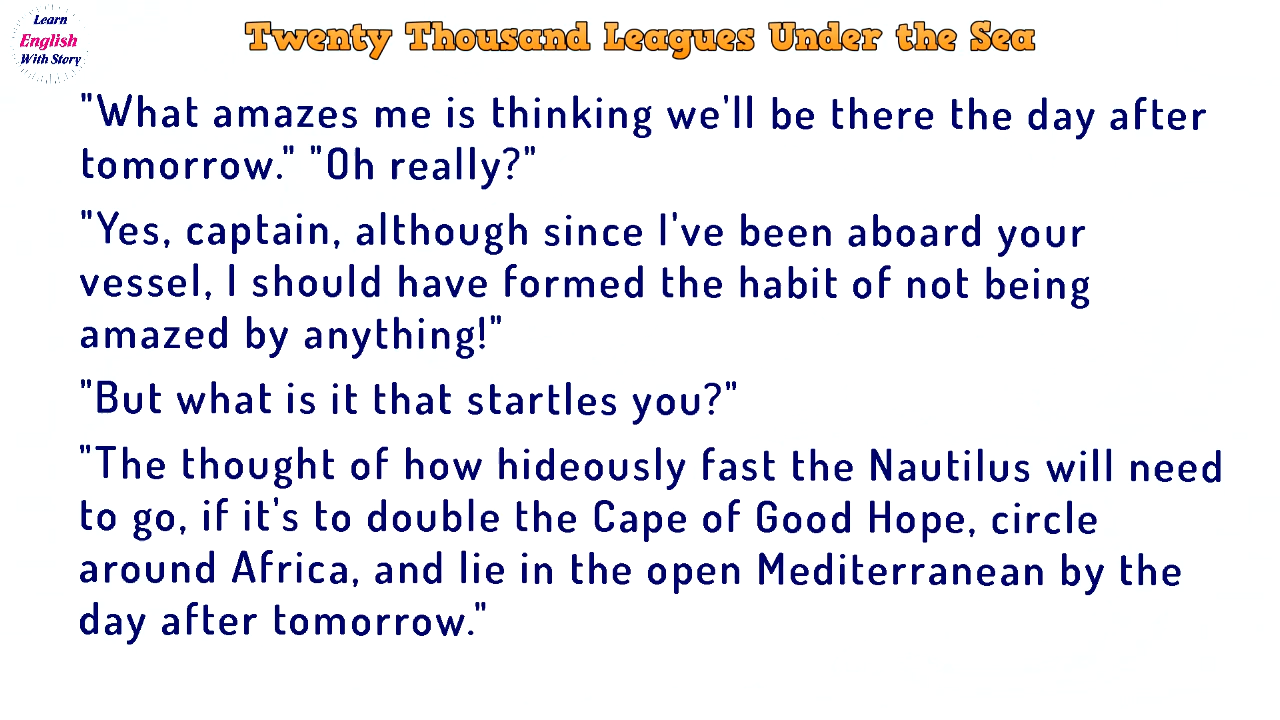 Learn
English
With Story
Twenty Thousand Leagues Under the Sea
"What amazes me is thinking we'll be there the day after
tomorrow." "Oh really?"
"Yes, captain, although since I've been aboard your
vessel, I should have formed the habit of not being
amazed by anything!"
"But what is it that startles you?"
"The thought of how hideously fast the Nautilus will need
to go, if it's to double the Cape of Good Hope, circle
around Africa, and lie in the open Mediterranean by the
day after tomorrow."